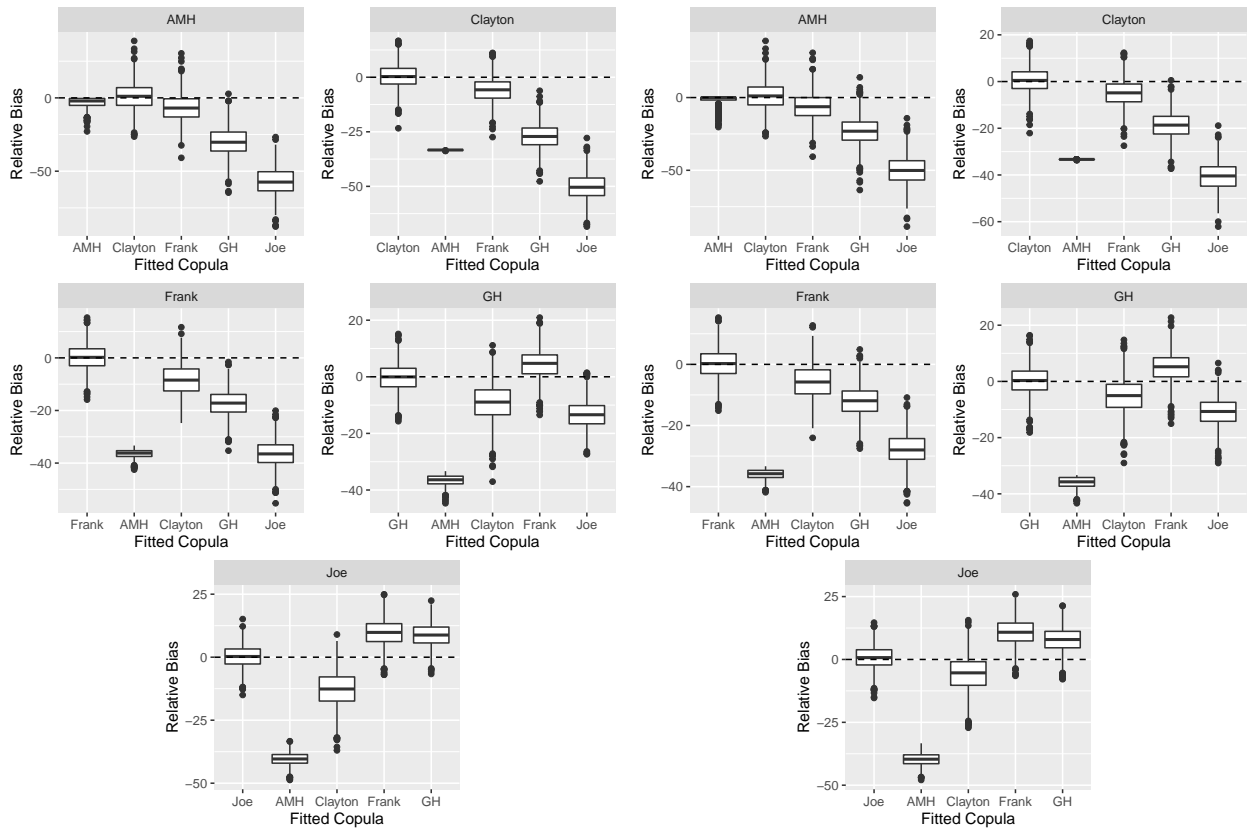 AMH
Clayton
AMH
Clayton
Relative Bias
0
−50
Relative Bias
0
−25
−50
Relative Bias
0
−50
Relative Bias
20
0
−20
−40
−60
AMH Clayton Frank GH Joe
Clayton AMH Frank GH Joe
AMH Clayton Frank GH Joe
Clayton AMH Frank GH Joe
Fitted Copula
Fitted Copula
Fitted Copula
Fitted Copula
Frank
GH
Frank
GH
Relative Bias
0
−20
−40
Relative Bias
20
0
−20
−40
Relative Bias
0
−20
−40
Relative Bias
20
0
−20
−40
Frank AMH Clayton GH Joe
GH AMH Clayton Frank Joe
Frank AMH Clayton GH Joe
GH AMH Clayton Frank Joe
Fitted Copula
Fitted Copula
Fitted Copula
Fitted Copula
Joe
Joe
Relative Bias
25
0
−25
−50
Relative Bias
25
0
−25
−50
Joe AMH Clayton Frank GH
Joe AMH Clayton Frank GH
Fitted Copula
Fitted Copula